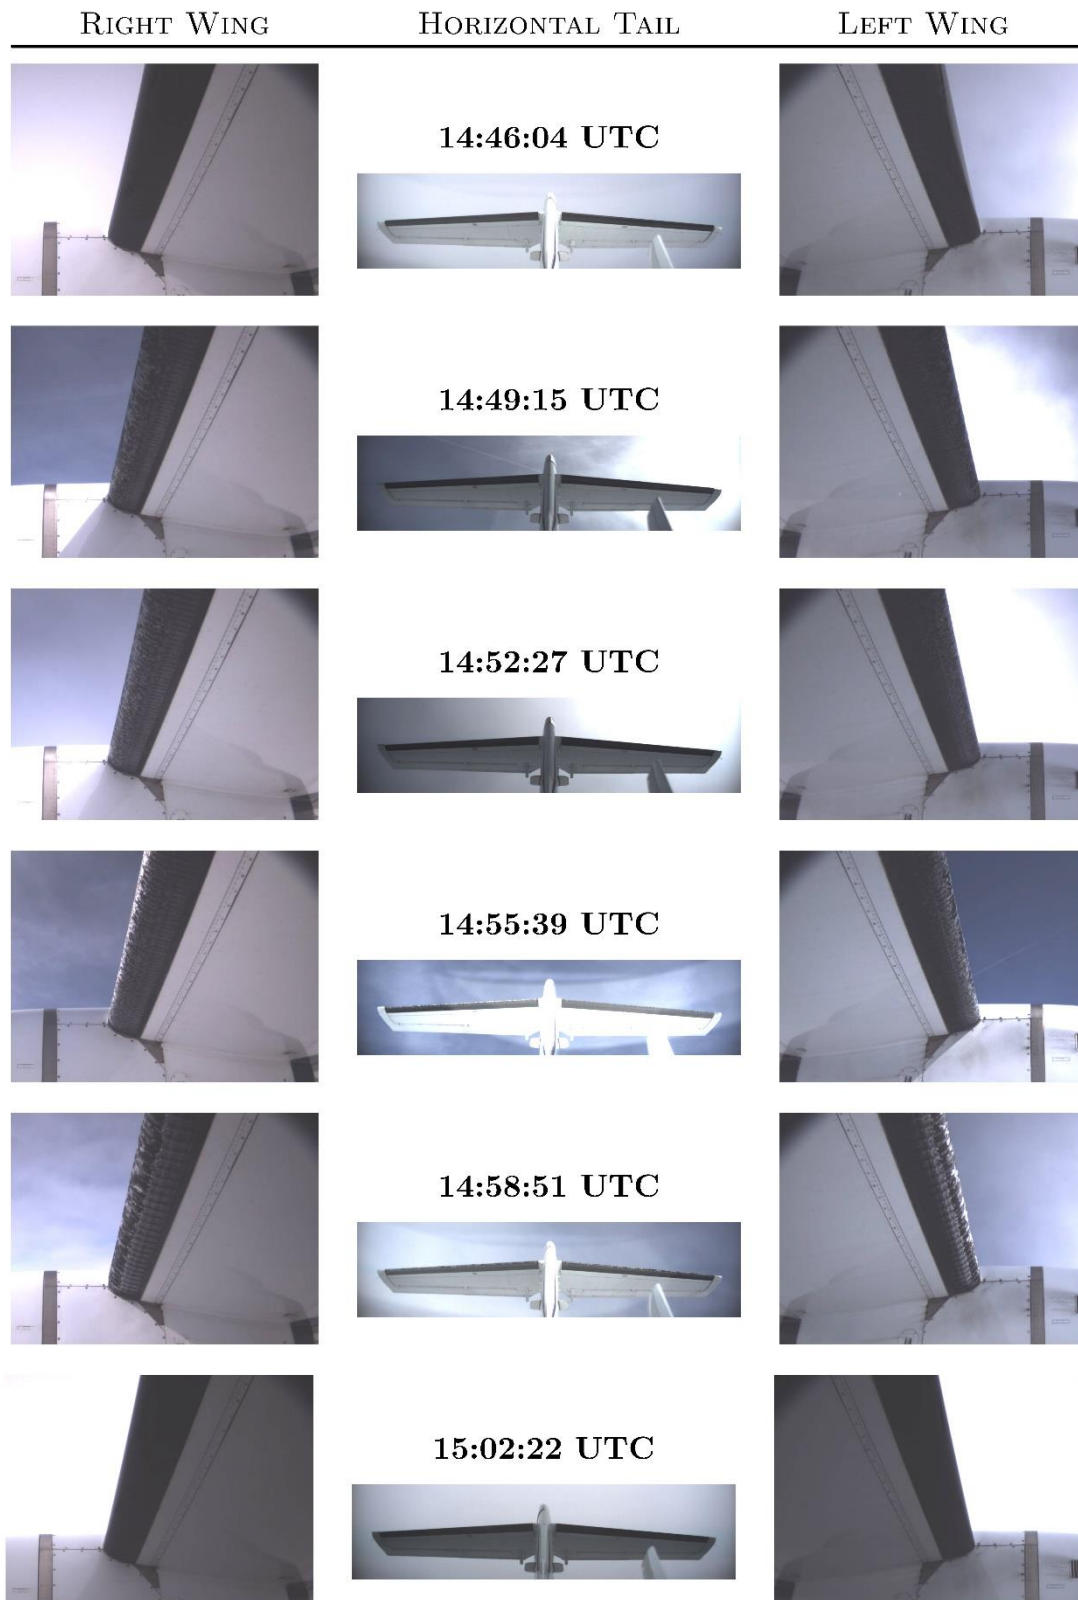 RIGHT WING HORIZONTAL TAIL LEFT WING
14:46:04 UTC
14:49:15 UTC
14:52:27 UTC
14:55:39 UTC
14:58:51 UTC
15:02:22 UTC